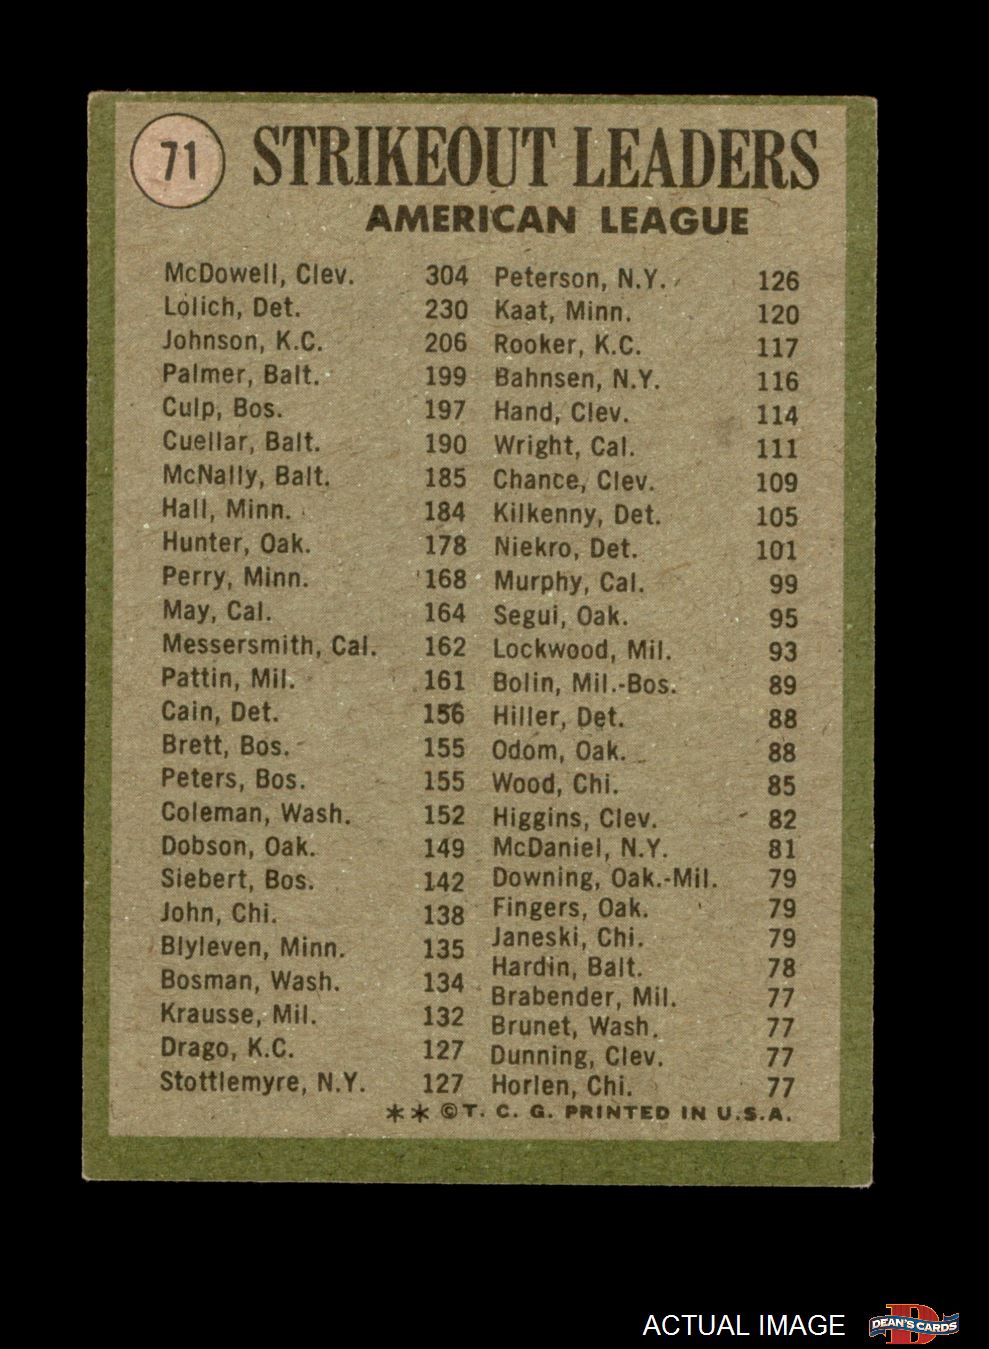 71
STRIKEOUT LEADERS
AMERICAN LEAGUE
McDowell, Clev. 304
Lolich, Det. 230
Johnson, K.C. 206
Palmer, Balt. 199
Culp, Bos. 197
Cuellar, Balt. 190
McNally, Balt. 185
Hall, Minn. 184
Hunter, Oak. 178
Perry, Minn. 168
May, Cal. 164
Messersmith, Cal. 162
Pattin, Mil. 161
Cain, Det. 156
Brett, Bos. 155
Peters, Bos. 155
Coleman, Wash. 152
Dobson, Oak. 149
Siebert, Bos. 142
John, Chi. 138
Blyleven, Minn. 135
Bosman, Wash. 134
Krausse, Mil. 132
Drago, K.C. 127
Stottlemyre, N.Y. 127
Peterson, N.Y. 126
Kaat, Minn. 120
Rooker, K.C. 117
Bahnsen, N.Y. 116
Hand, Clev. 114
Wright, Cal. 111
Chance, Clev. 109
Kilkenny, Det. 105
Niekro, Det. 101
Murphy, Cal. 99
Segui, Oak. 95
Lockwood, Mil. 93
Bolin, Mil.-Bos. 89
Hiller, Det. 88
Odom, Oak. 88
Wood, Chi. 85
Higgins, Clev. 82
McDaniel, N.Y. 81
Downing, Oak.-Mil. 79
Fingers, Oak. 79
Janeski, Chi. 79
Hardin, Balt. 78
Brabender, Mil. 77
Brunet, Wash. 77
Dunning, Clev. 77
Horlen, Chi. 77
** ©T. C. G. PRINTED IN U.S.A.
ACTUAL IMAGE
D
DEAN'S CARDS